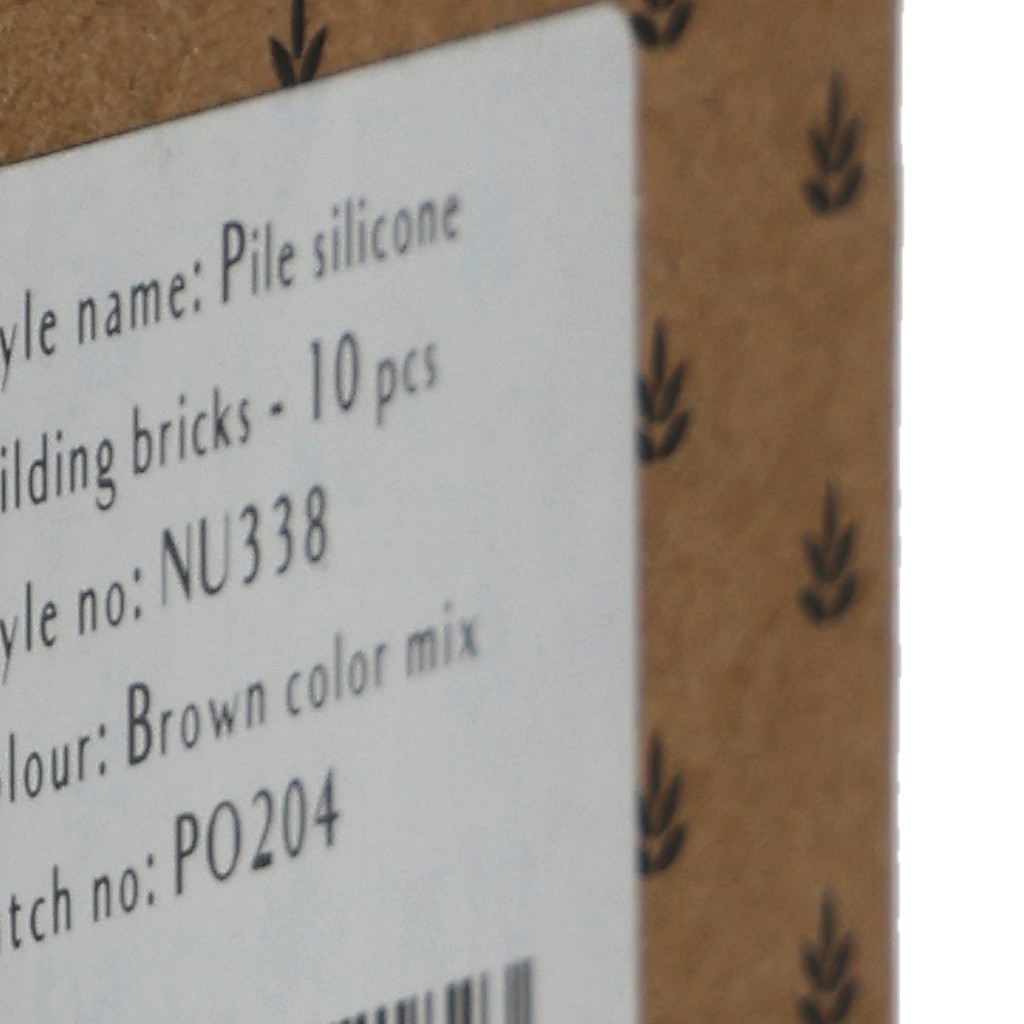 yle name: Pile silicone
ilding bricks - 10 pcs
yle no: NU338
lour: Brown color mix
tch no: PO204